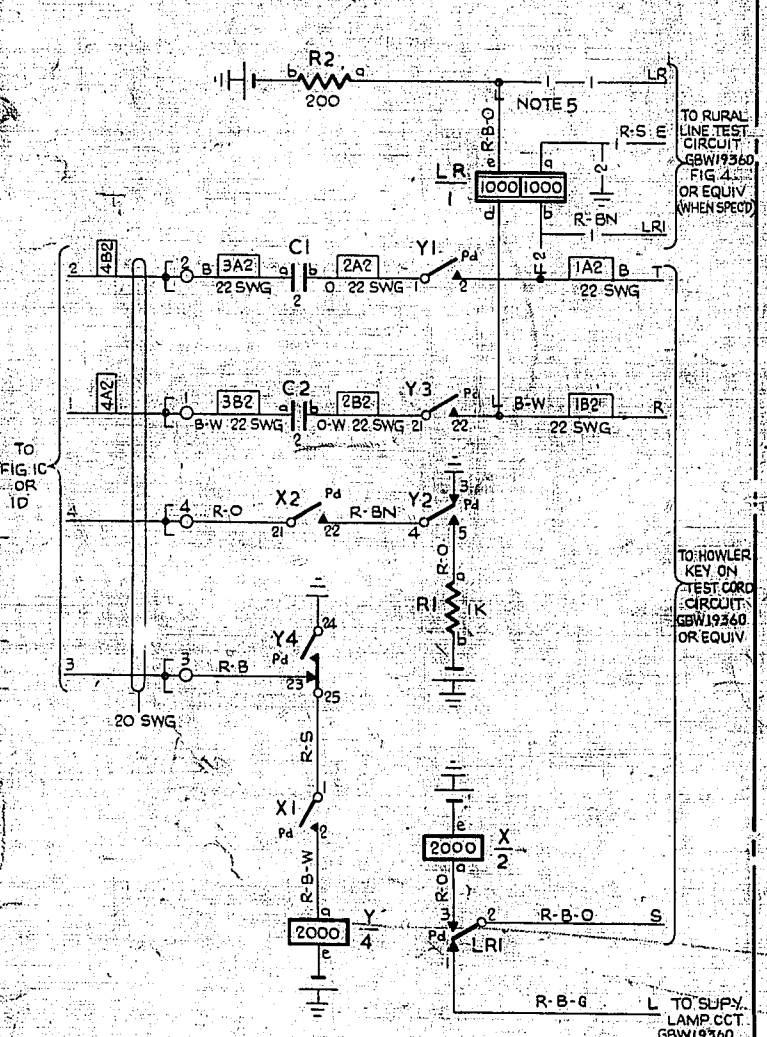 R2
b a
200
LR
NOTE 5
R-B-O
R-S E
TO RURAL
LINE TEST
CIRCUIT
GBW19360
FIG 4
OR EQUIV
(WHEN SPECD)
e a
2
LR
1
1000 1000
d b
R-BN
LR1
2
2 4B2 2 B 3A2 a C1 b 2A2 Y1 Pd 1A2 B T
22 SWG 2 O 22 SWG 1 2 22 SWG
1 4A2 1 3B2 a C2 b 2B2 Y3 Pd B-W 1B2 R
B-W 22 SWG 2 O-W 22 SWG 21 22 22 SWG
TO
FIG 1C
OR
1D
4 4 R-O X2 Pd R-BN Y2 3 Pd
21 22 4 5
R-O
a
R1 1K
b
TO HOWLER
KEY ON
TEST CORD
CIRCUIT
GBW19360
OR EQUIV
24
Y4
Pd
3 3 R-B 23
25
20 SWG
R-S
X1 1
Pd 2
R-B-W
a
2000 Y
4
e
e
2000 X
2
a
R-O
3 2 R-B-O S
Pd LR1
1
R-B-G L TO SUPY
LAMP CCT
GBW19360